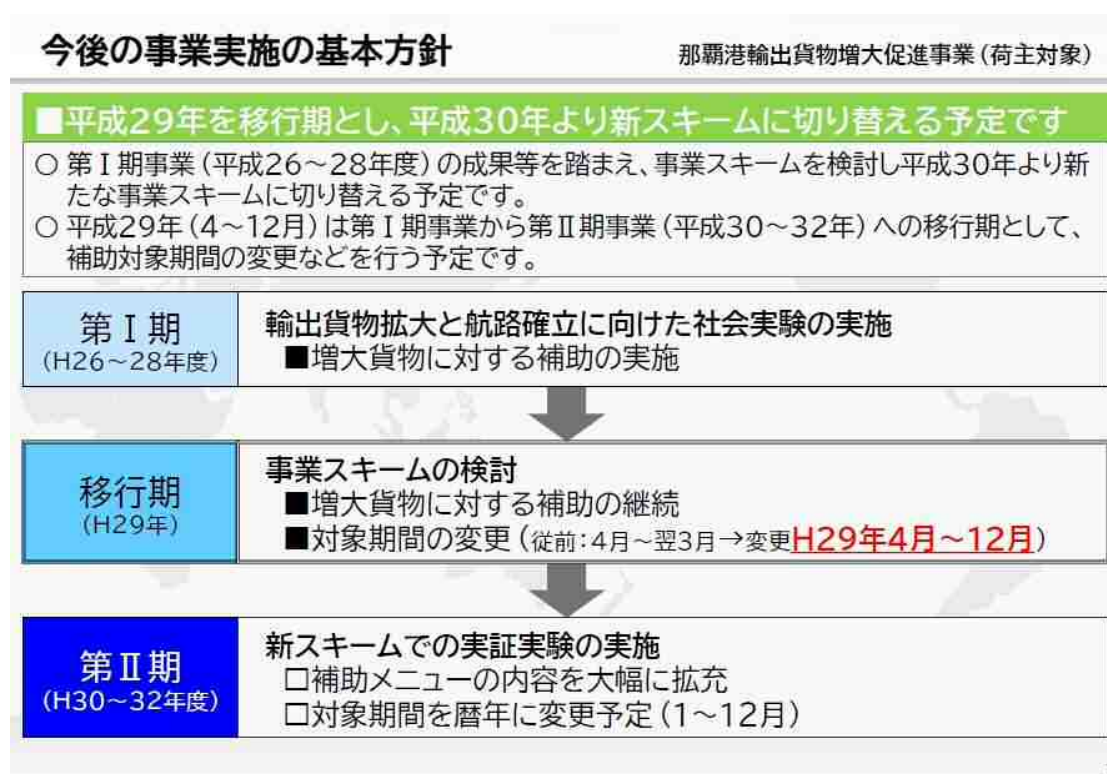 今後の事業実施の基本方針
那覇港輸出貨物増大促進事業（荷主対象）
■平成29年を移行期とし、平成30年より新スキームに切り替える予定です
○ 第Ⅰ期事業（平成26～28年度）の成果等を踏まえ、事業スキームを検討し平成30年より新
たな事業スキームに切り替える予定です。
○ 平成29年（4～12月）は第Ⅰ期事業から第Ⅱ期事業（平成30～32年）への移行期として、
補助対象期間の変更などを行う予定です。
第Ⅰ期
（H26～28年度）
輸出貨物拡大と航路確立に向けた社会実験の実施
■増大貨物に対する補助の実施
移行期
（H29年）
事業スキームの検討
■増大貨物に対する補助の継続
■対象期間の変更（従前：4月～翌3月→変更H29年4月～12月）
第Ⅱ期
（H30～32年度）
新スキームでの実証実験の実施
□補助メニューの内容を大幅に拡充
□対象期間を暦年に変更予定（1～12月）